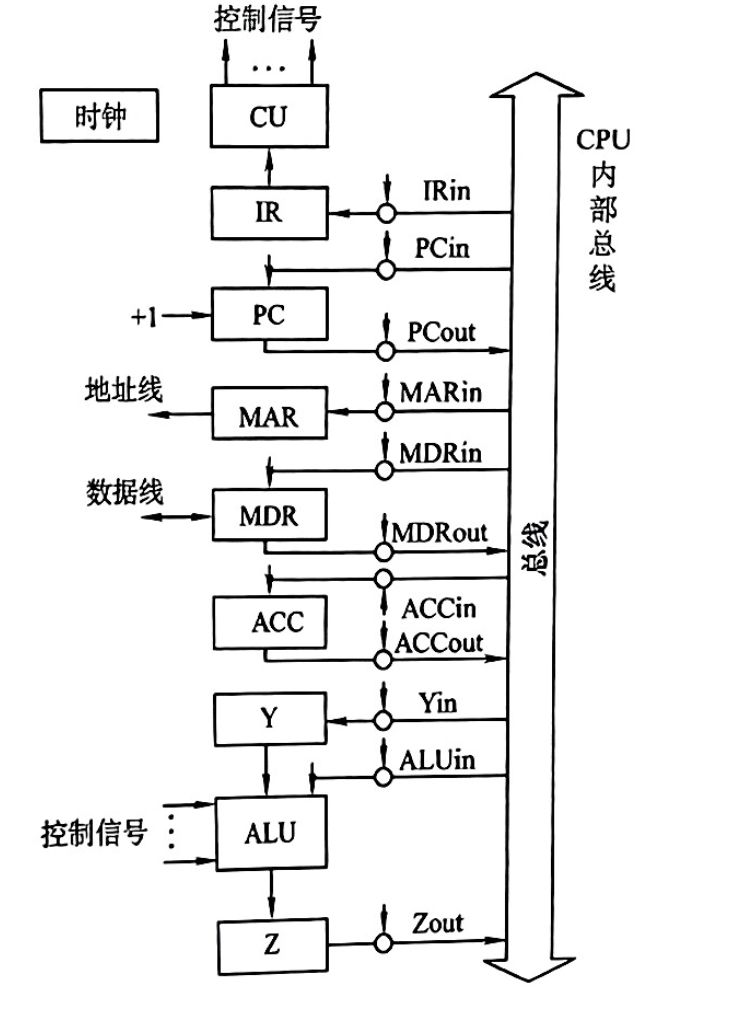 控制信号
...
时钟
CU
IR
IRin
CPU
内
部
总
线
PCin
+1
PC
PCout
地址线
MAR
MARin
MDRin
数据线
MDR
MDRout
总线
ACC
ACCin
ACCout
Y
Yin
ALUin
控制信号
ALU
Z
Zout